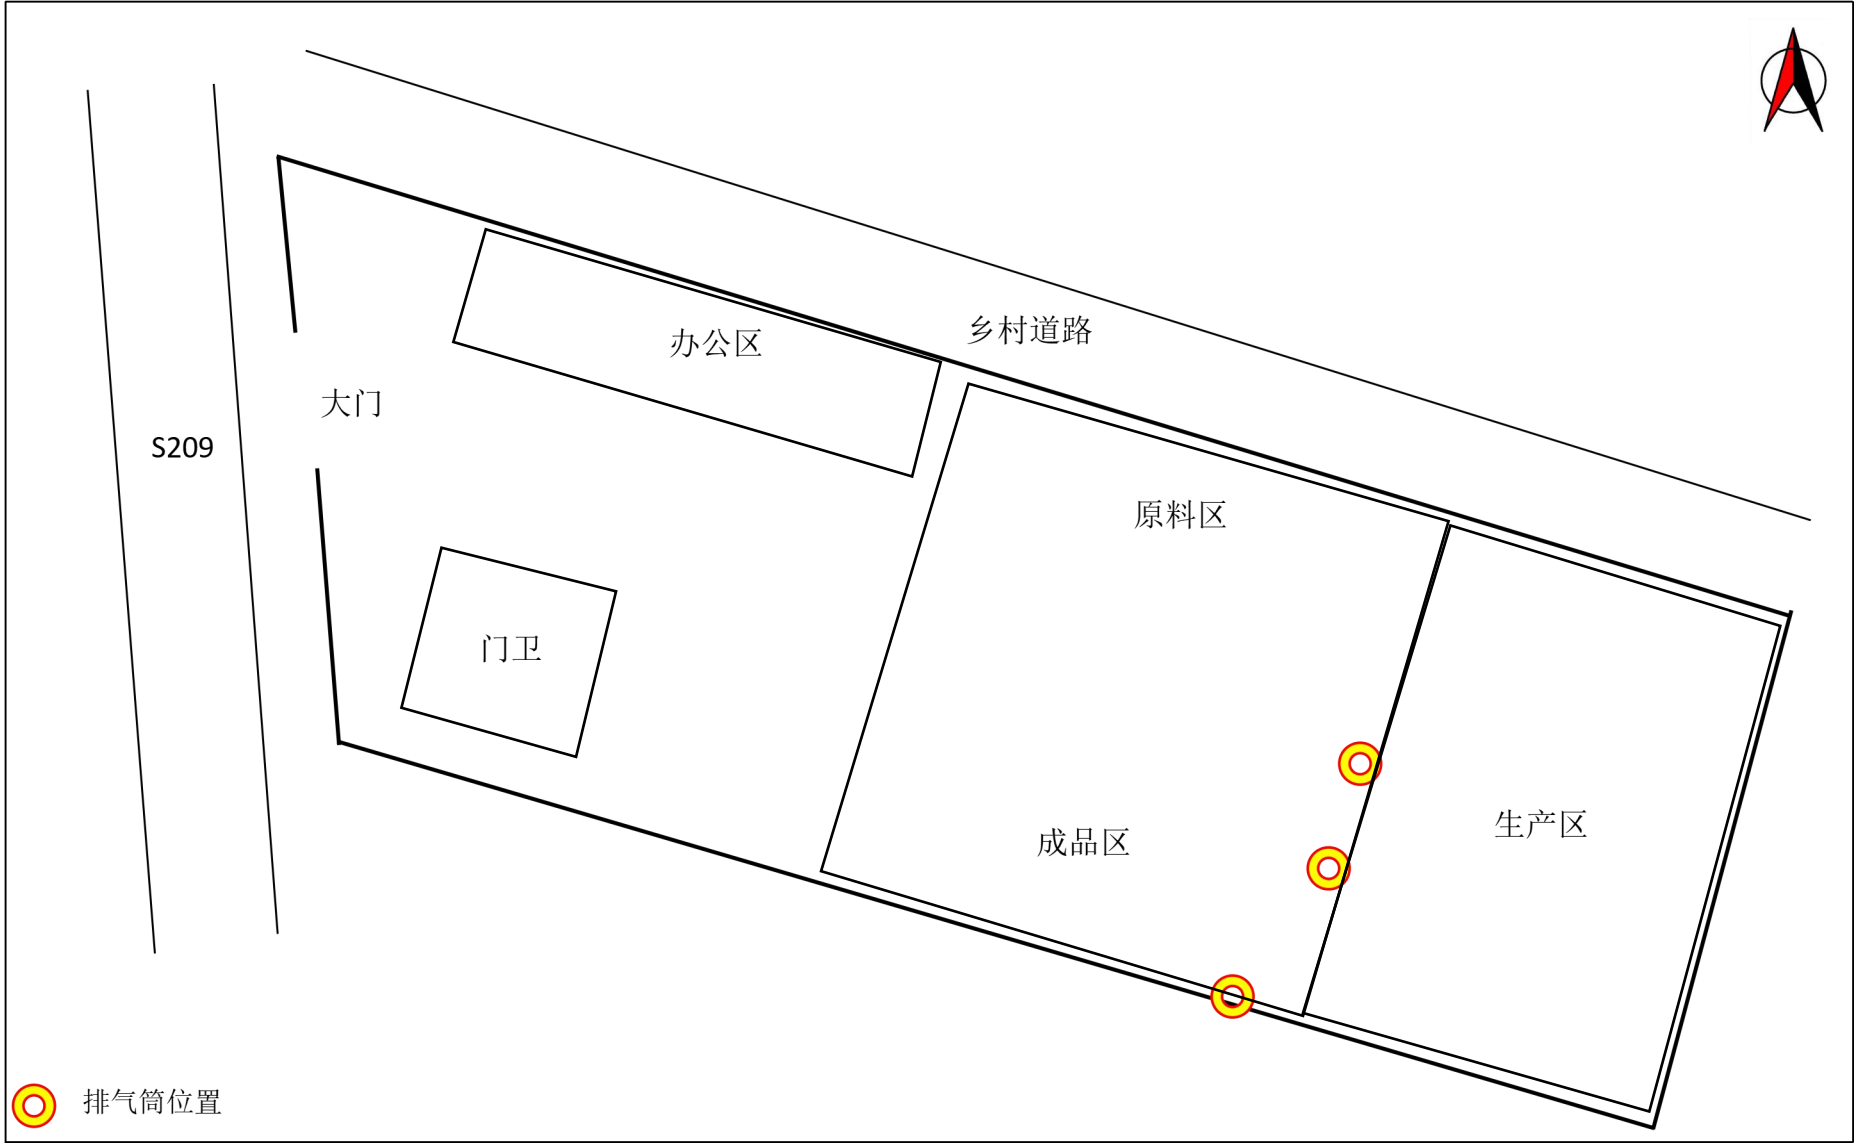 乡村道路
办公区
大门
S209
原料区
门卫
成品区
生产区
排气筒位置